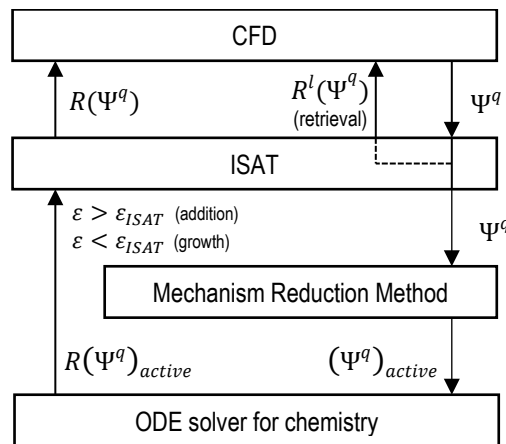 CFD
R(Ψ^q)
R^l(Ψ^q)
(retrieval)
Ψ^q
ISAT
ε > ε_ISAT (addition)
ε < ε_ISAT (growth)
Ψ^q
Mechanism Reduction Method
R(Ψ^q)_active
(Ψ^q)_active
ODE solver for chemistry